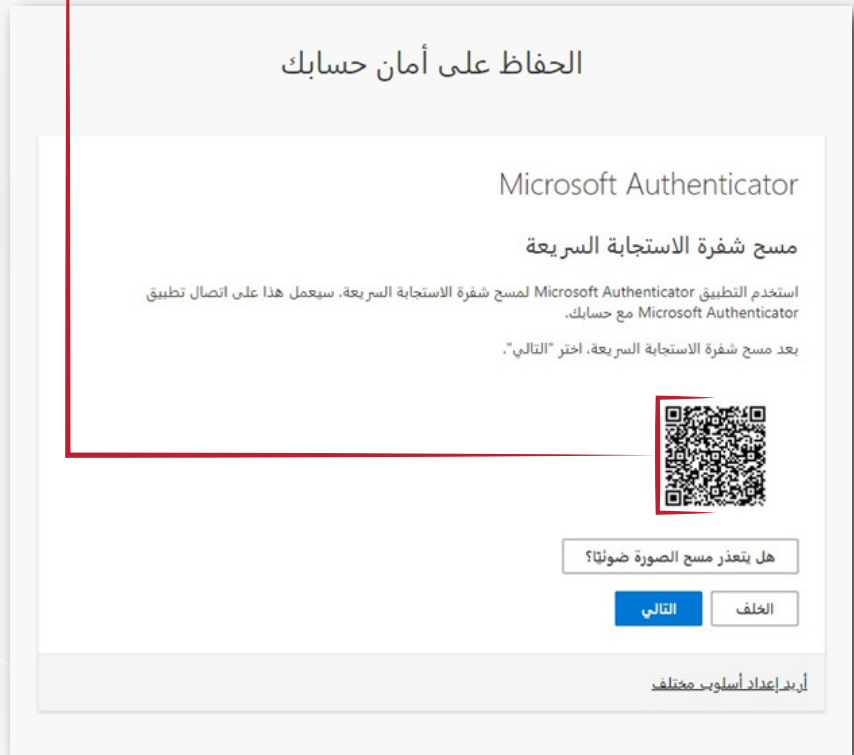 الحفاظ على أمان حسابك
Microsoft Authenticator
مسح شفرة الاستجابة السريعة
استخدم التطبيق Microsoft Authenticator لمسح شفرة الاستجابة السريعة. سيعمل هذا على اتصال تطبيق
Microsoft Authenticator مع حسابك.
بعد مسح شفرة الاستجابة السريعة، اختر "التالي".
هل يتعذر مسح الصورة ضوئيًا؟
الخلف
التالي
أريد إعداد أسلوب مختلف